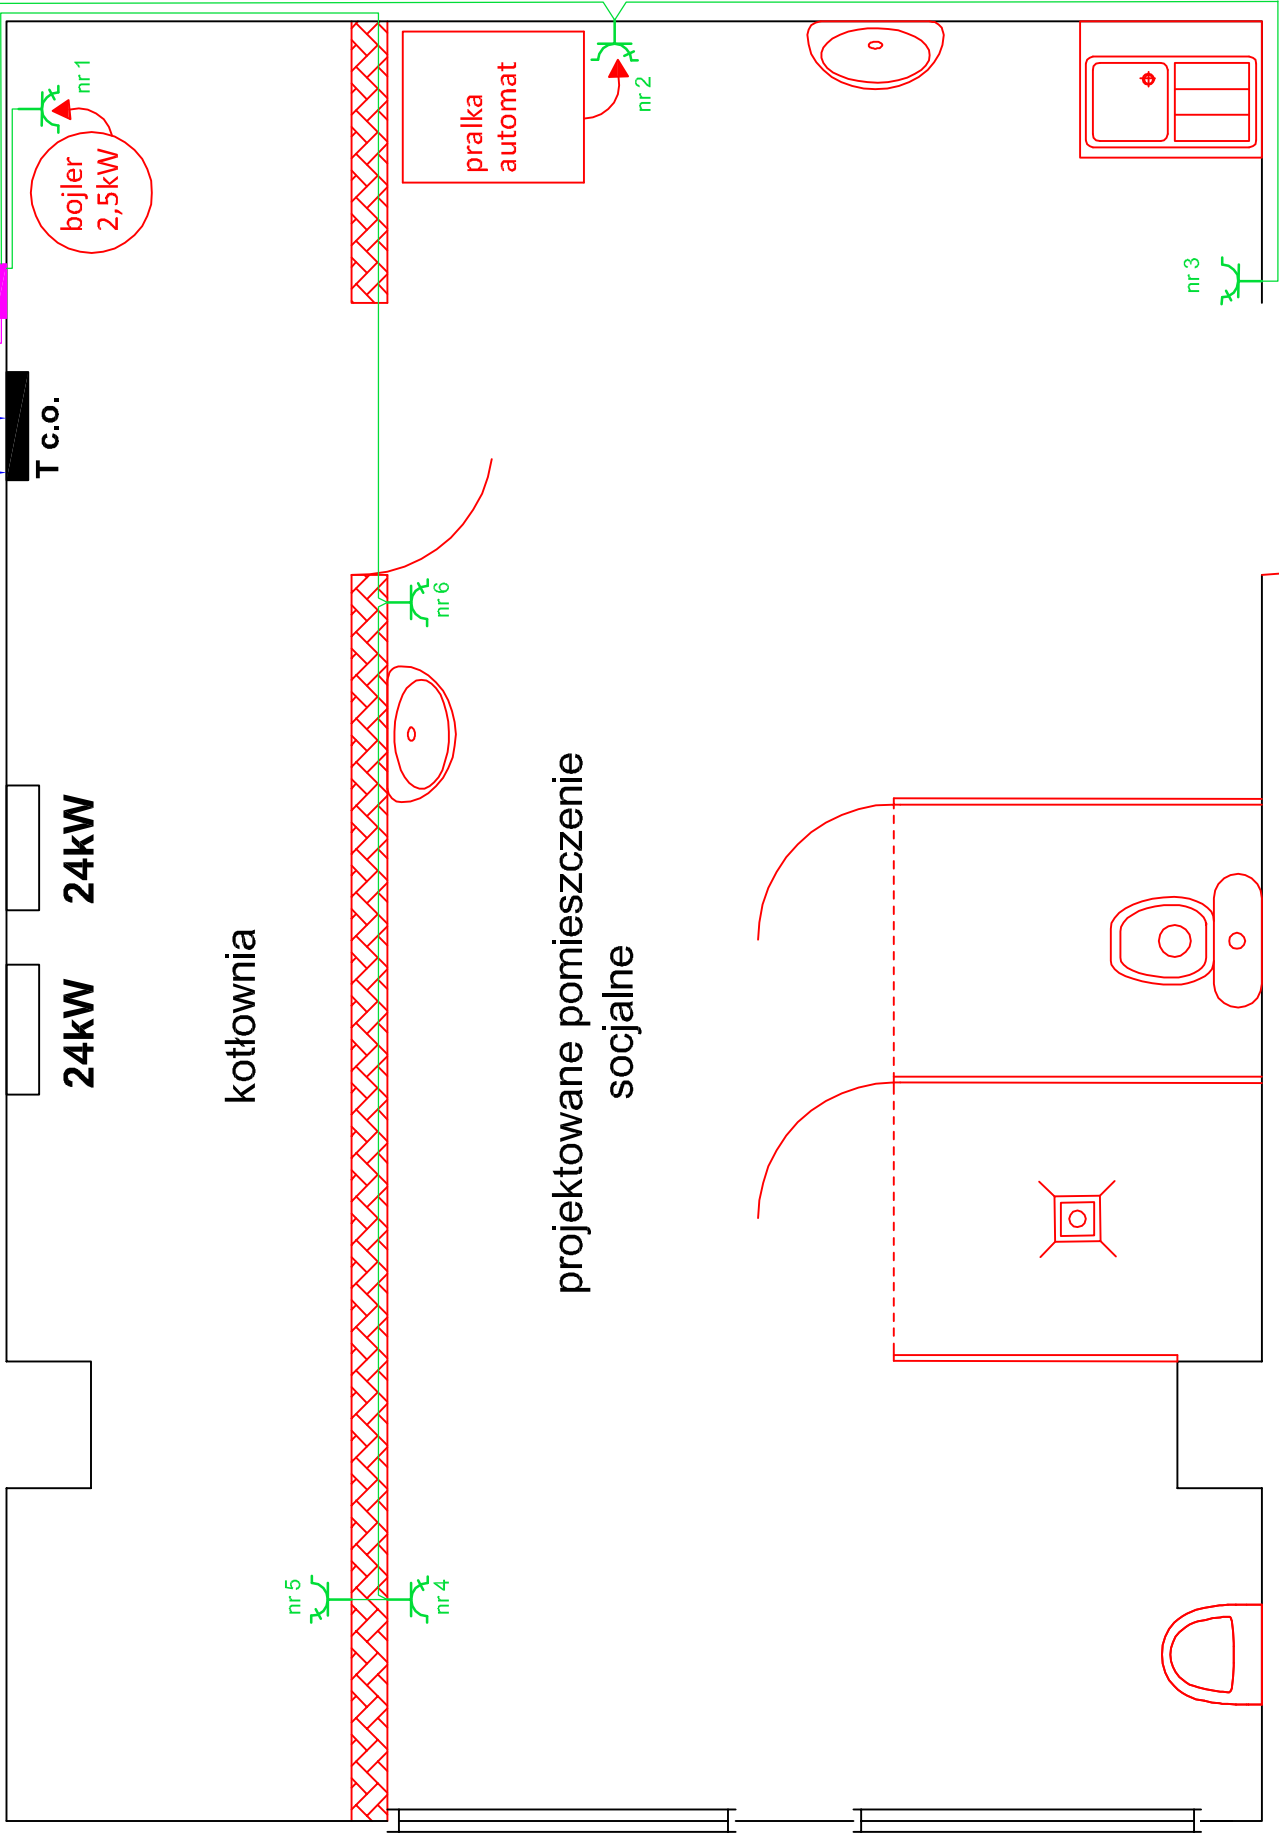 nr 1
bojler
2,5kW
pralka
automat
nr 2
nr 3
T c.o.
nr 6
24kW
24kW
kotłownia
projektowane pomieszczenie
socjalne
nr 5
nr 4